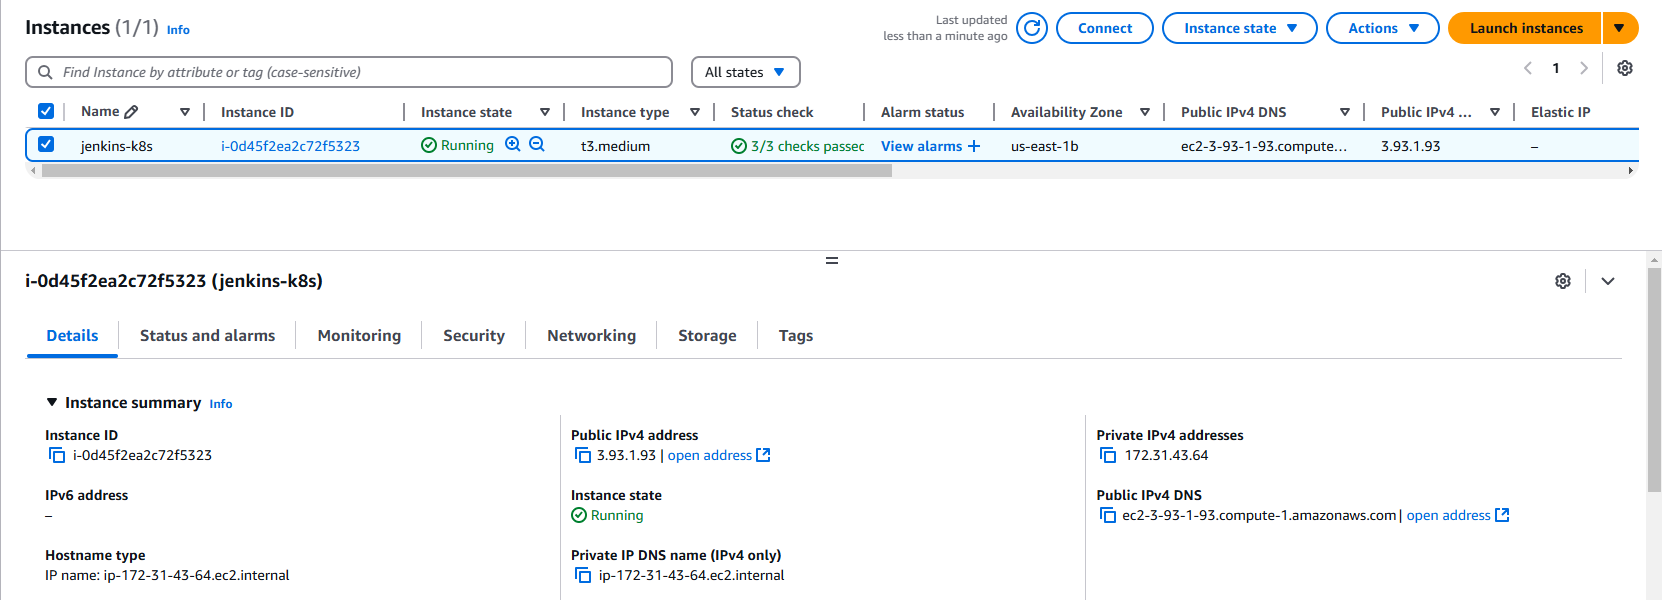 Instances (1/1) Info
Last updated
less than a minute ago
Connect
Instance state
Actions
Launch instances
Find Instance by attribute or tag (case-sensitive)
All states
1
Name Instance ID Instance state Instance type Status check Alarm status Availability Zone Public IPv4 DNS Public IPv4 ... Elastic IP
jenkins-k8s i-0d45f2ea2c72f5323 Running t3.medium 3/3 checks passed View alarms + us-east-1b ec2-3-93-1-93.compute... 3.93.1.93 –
i-0d45f2ea2c72f5323 (jenkins-k8s)
Details Status and alarms Monitoring Security Networking Storage Tags
Instance summary Info
Instance ID
i-0d45f2ea2c72f5323
Public IPv4 address
3.93.1.93 | open address
Private IPv4 addresses
172.31.43.64
IPv6 address
–
Instance state
Running
Public IPv4 DNS
ec2-3-93-1-93.compute-1.amazonaws.com | open address
Hostname type
IP name: ip-172-31-43-64.ec2.internal
Private IP DNS name (IPv4 only)
ip-172-31-43-64.ec2.internal